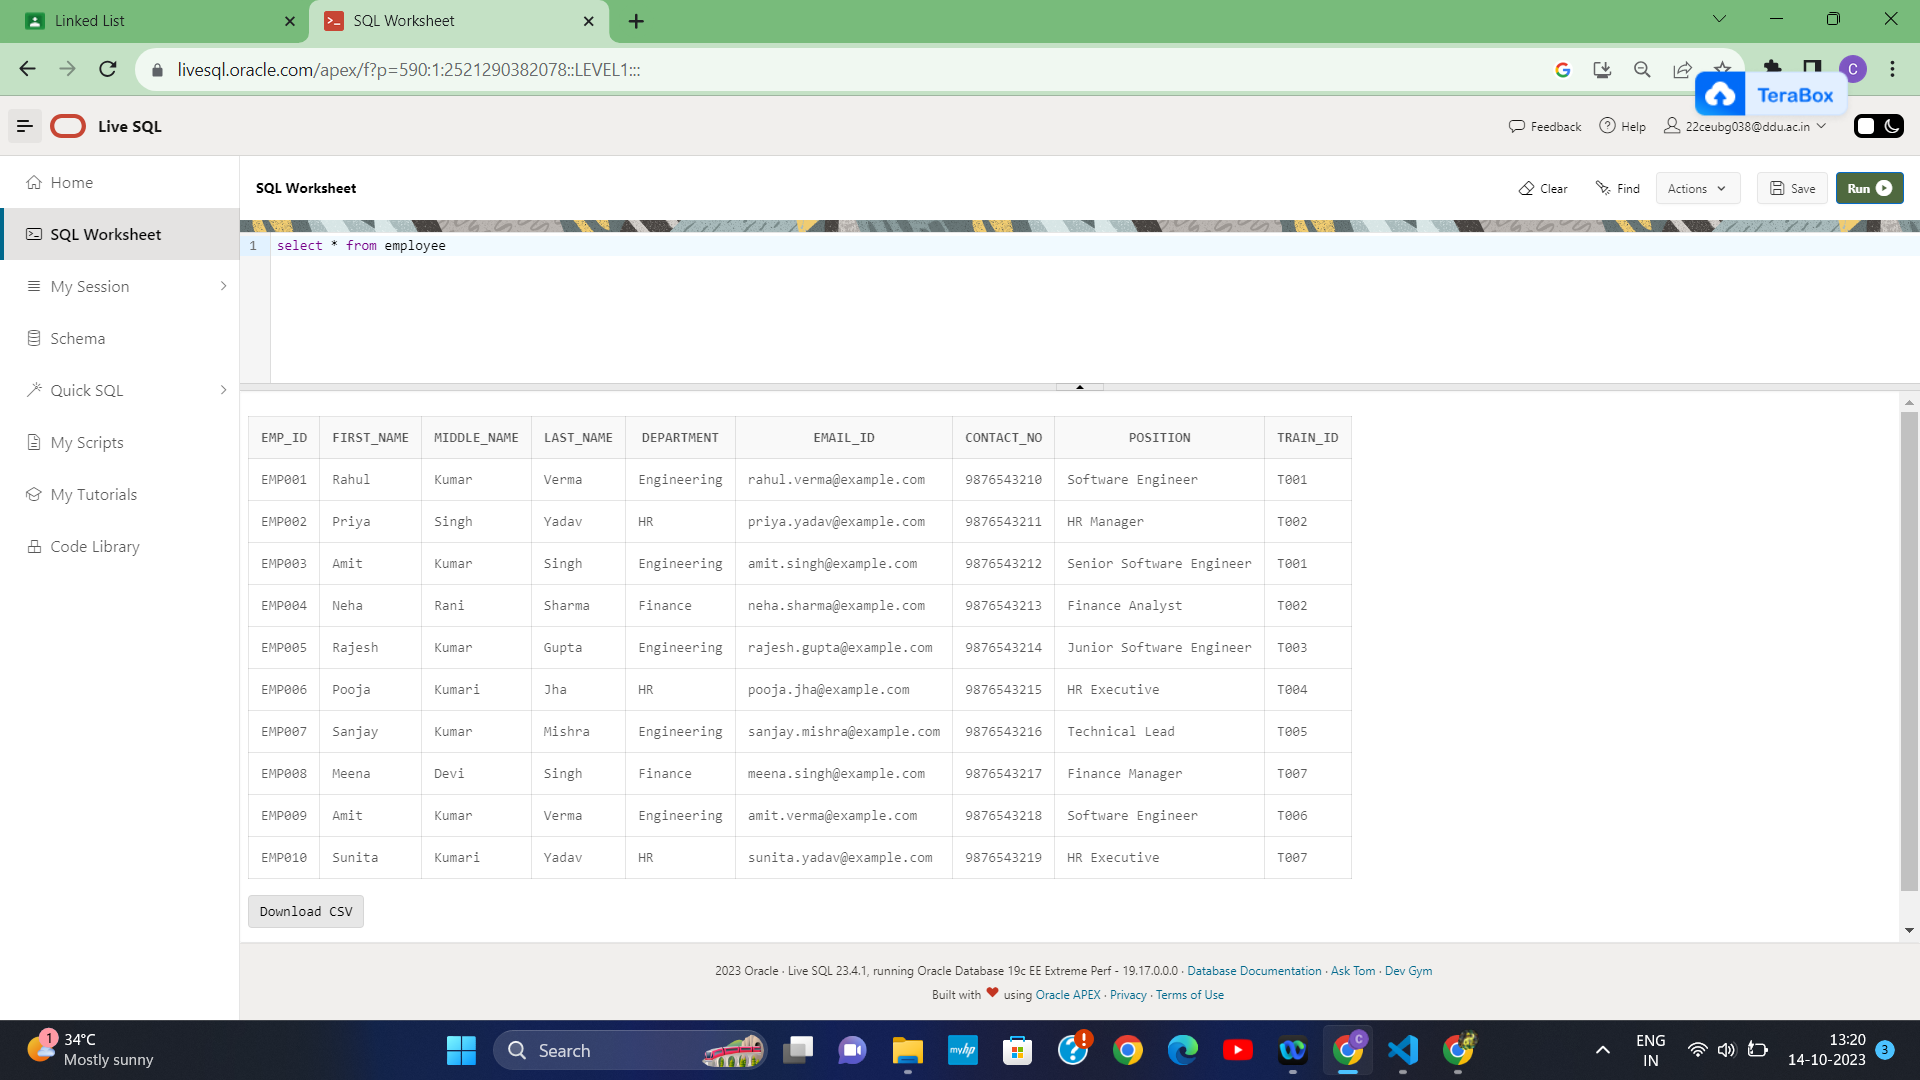 Linked List
SQL Worksheet
livesql.oracle.com/apex/f?p=590:1:2521290382078::LEVEL1:::
C
TeraBox
Live SQL
Feedback
Help
22ceubg038@ddu.ac.in
Home
SQL Worksheet
My Session
Schema
Quick SQL
My Scripts
My Tutorials
Code Library
SQL Worksheet
Clear
Find
Actions
Save
Run
1 select * from employee
EMP_ID FIRST_NAME MIDDLE_NAME LAST_NAME DEPARTMENT EMAIL_ID CONTACT_NO POSITION TRAIN_ID
EMP001 Rahul Kumar Verma Engineering rahul.verma@example.com 9876543210 Software Engineer T001
EMP002 Priya Singh Yadav HR priya.yadav@example.com 9876543211 HR Manager T002
EMP003 Amit Kumar Singh Engineering amit.singh@example.com 9876543212 Senior Software Engineer T001
EMP004 Neha Rani Sharma Finance neha.sharma@example.com 9876543213 Finance Analyst T002
EMP005 Rajesh Kumar Gupta Engineering rajesh.gupta@example.com 9876543214 Junior Software Engineer T003
EMP006 Pooja Kumari Jha HR pooja.jha@example.com 9876543215 HR Executive T004
EMP007 Sanjay Kumar Mishra Engineering sanjay.mishra@example.com 9876543216 Technical Lead T005
EMP008 Meena Devi Singh Finance meena.singh@example.com 9876543217 Finance Manager T007
EMP009 Amit Kumar Verma Engineering amit.verma@example.com 9876543218 Software Engineer T006
EMP010 Sunita Kumari Yadav HR sunita.yadav@example.com 9876543219 HR Executive T007
Download CSV
2023 Oracle · Live SQL 23.4.1, running Oracle Database 19c EE Extreme Perf - 19.17.0.0.0 · Database Documentation · Ask Tom · Dev Gym
Built with ❤ using Oracle APEX · Privacy · Terms of Use
1
34°C
Mostly sunny
Search
myhp
C
ENG
IN
13:20
14-10-2023
3